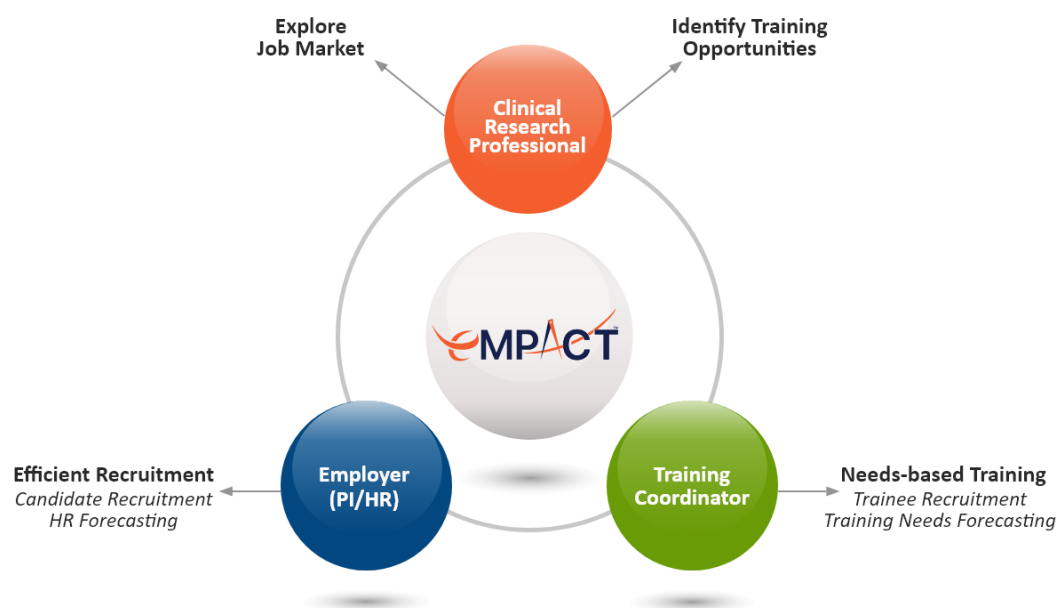 Explore
Job Market
Identify Training
Opportunities
Clinical
Research
Professional
eMPACT™
Employer
(PI/HR)
Training
Coordinator
Efficient Recruitment
Candidate Recruitment
HR Forecasting
Needs-based Training
Trainee Recruitment
Training Needs Forecasting